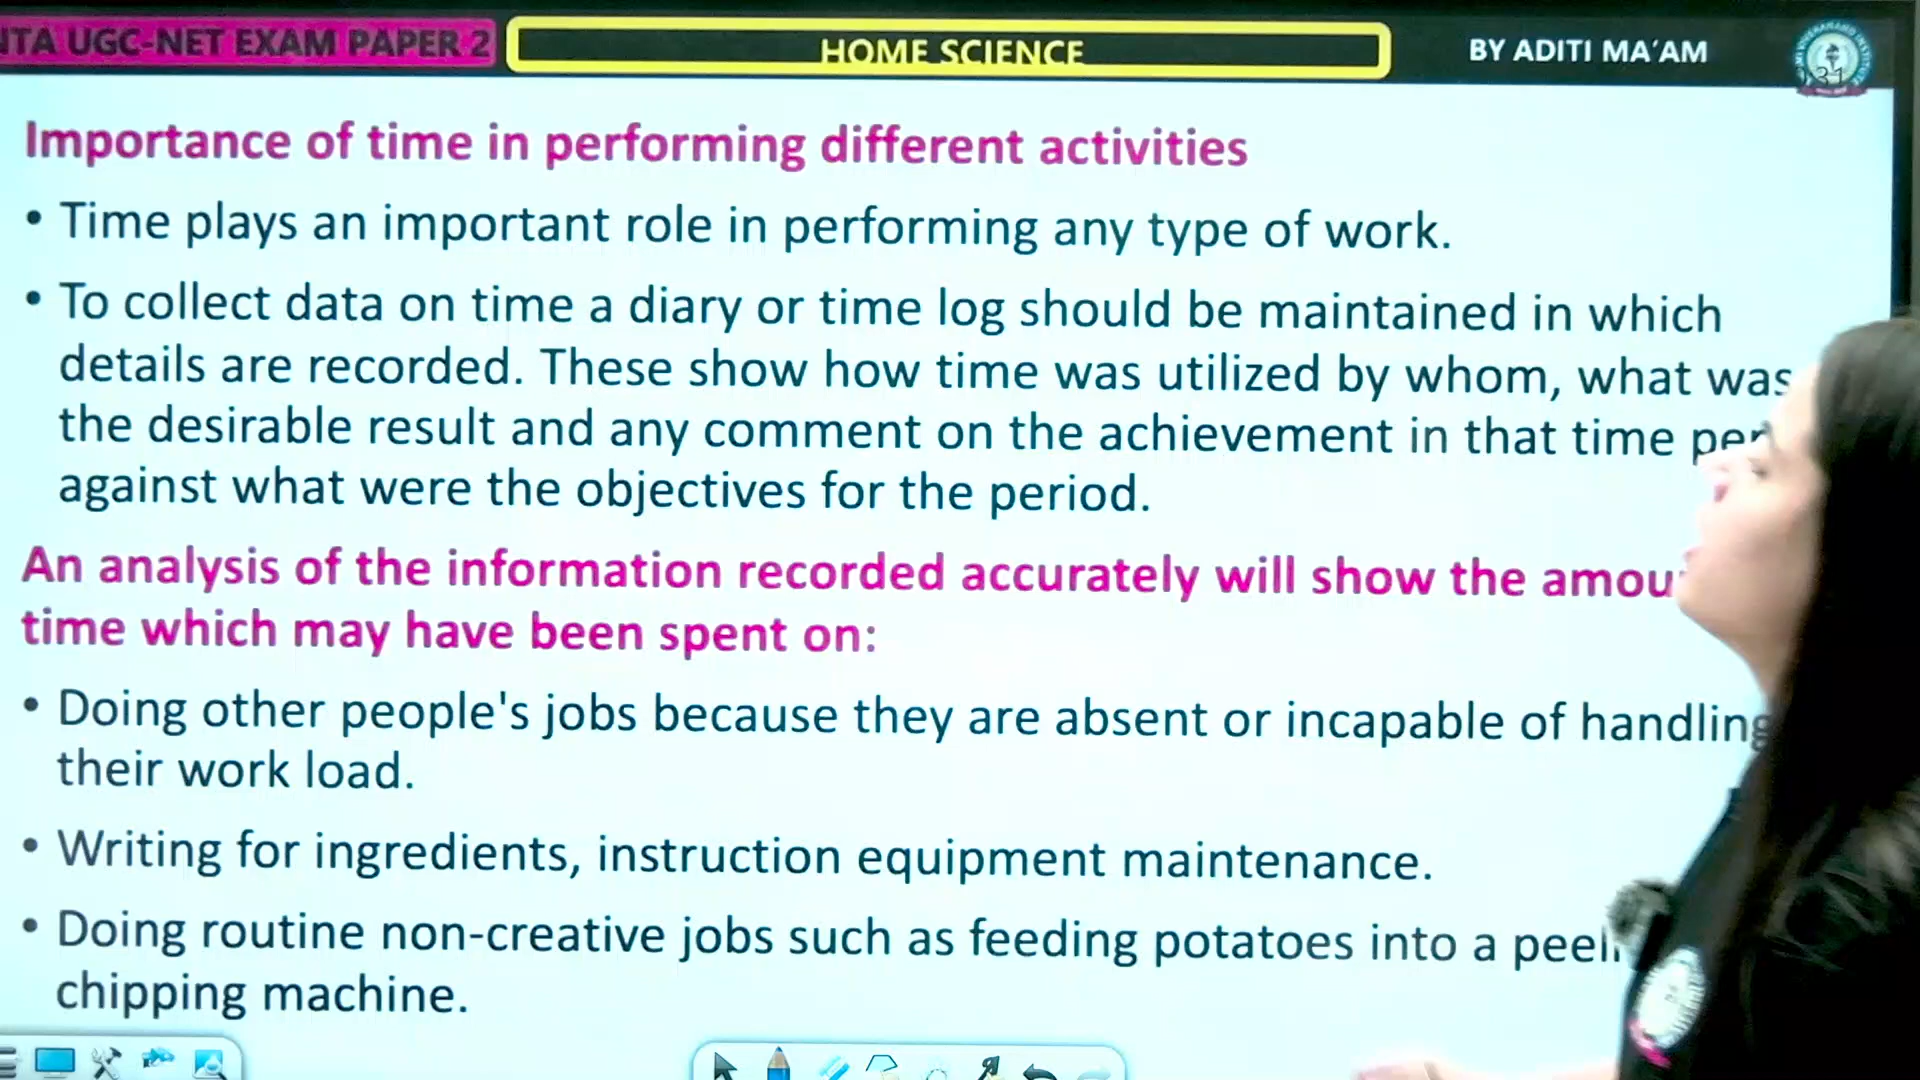 NTA UGC-NET EXAM PAPER 2
HOME SCIENCE
BY ADITI MA'AM
Importance of time in performing different activities
• Time plays an important role in performing any type of work.
• To collect data on time a diary or time log should be maintained in which
details are recorded. These show how time was utilized by whom, what was
the desirable result and any comment on the achievement in that time
against what were the objectives for the period.
An analysis of the information recorded accurately will show the
time which may have been spent on:
• Doing other people's jobs because they are absent or incapable of handling
their work load.
• Writing for ingredients, instruction equipment maintenance.
• Doing routine non-creative jobs such as feeding potatoes into a
chipping machine.